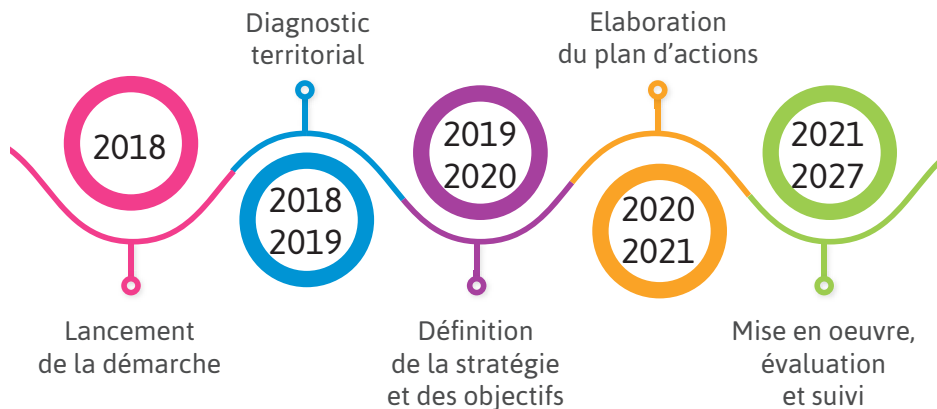 2018
Lancement
de la démarche
Diagnostic
territorial
2018
2019
2019
2020
Définition
de la stratégie
et des objectifs
Elaboration
du plan d'actions
2020
2021
2021
2027
Mise en oeuvre,
évaluation
et suivi